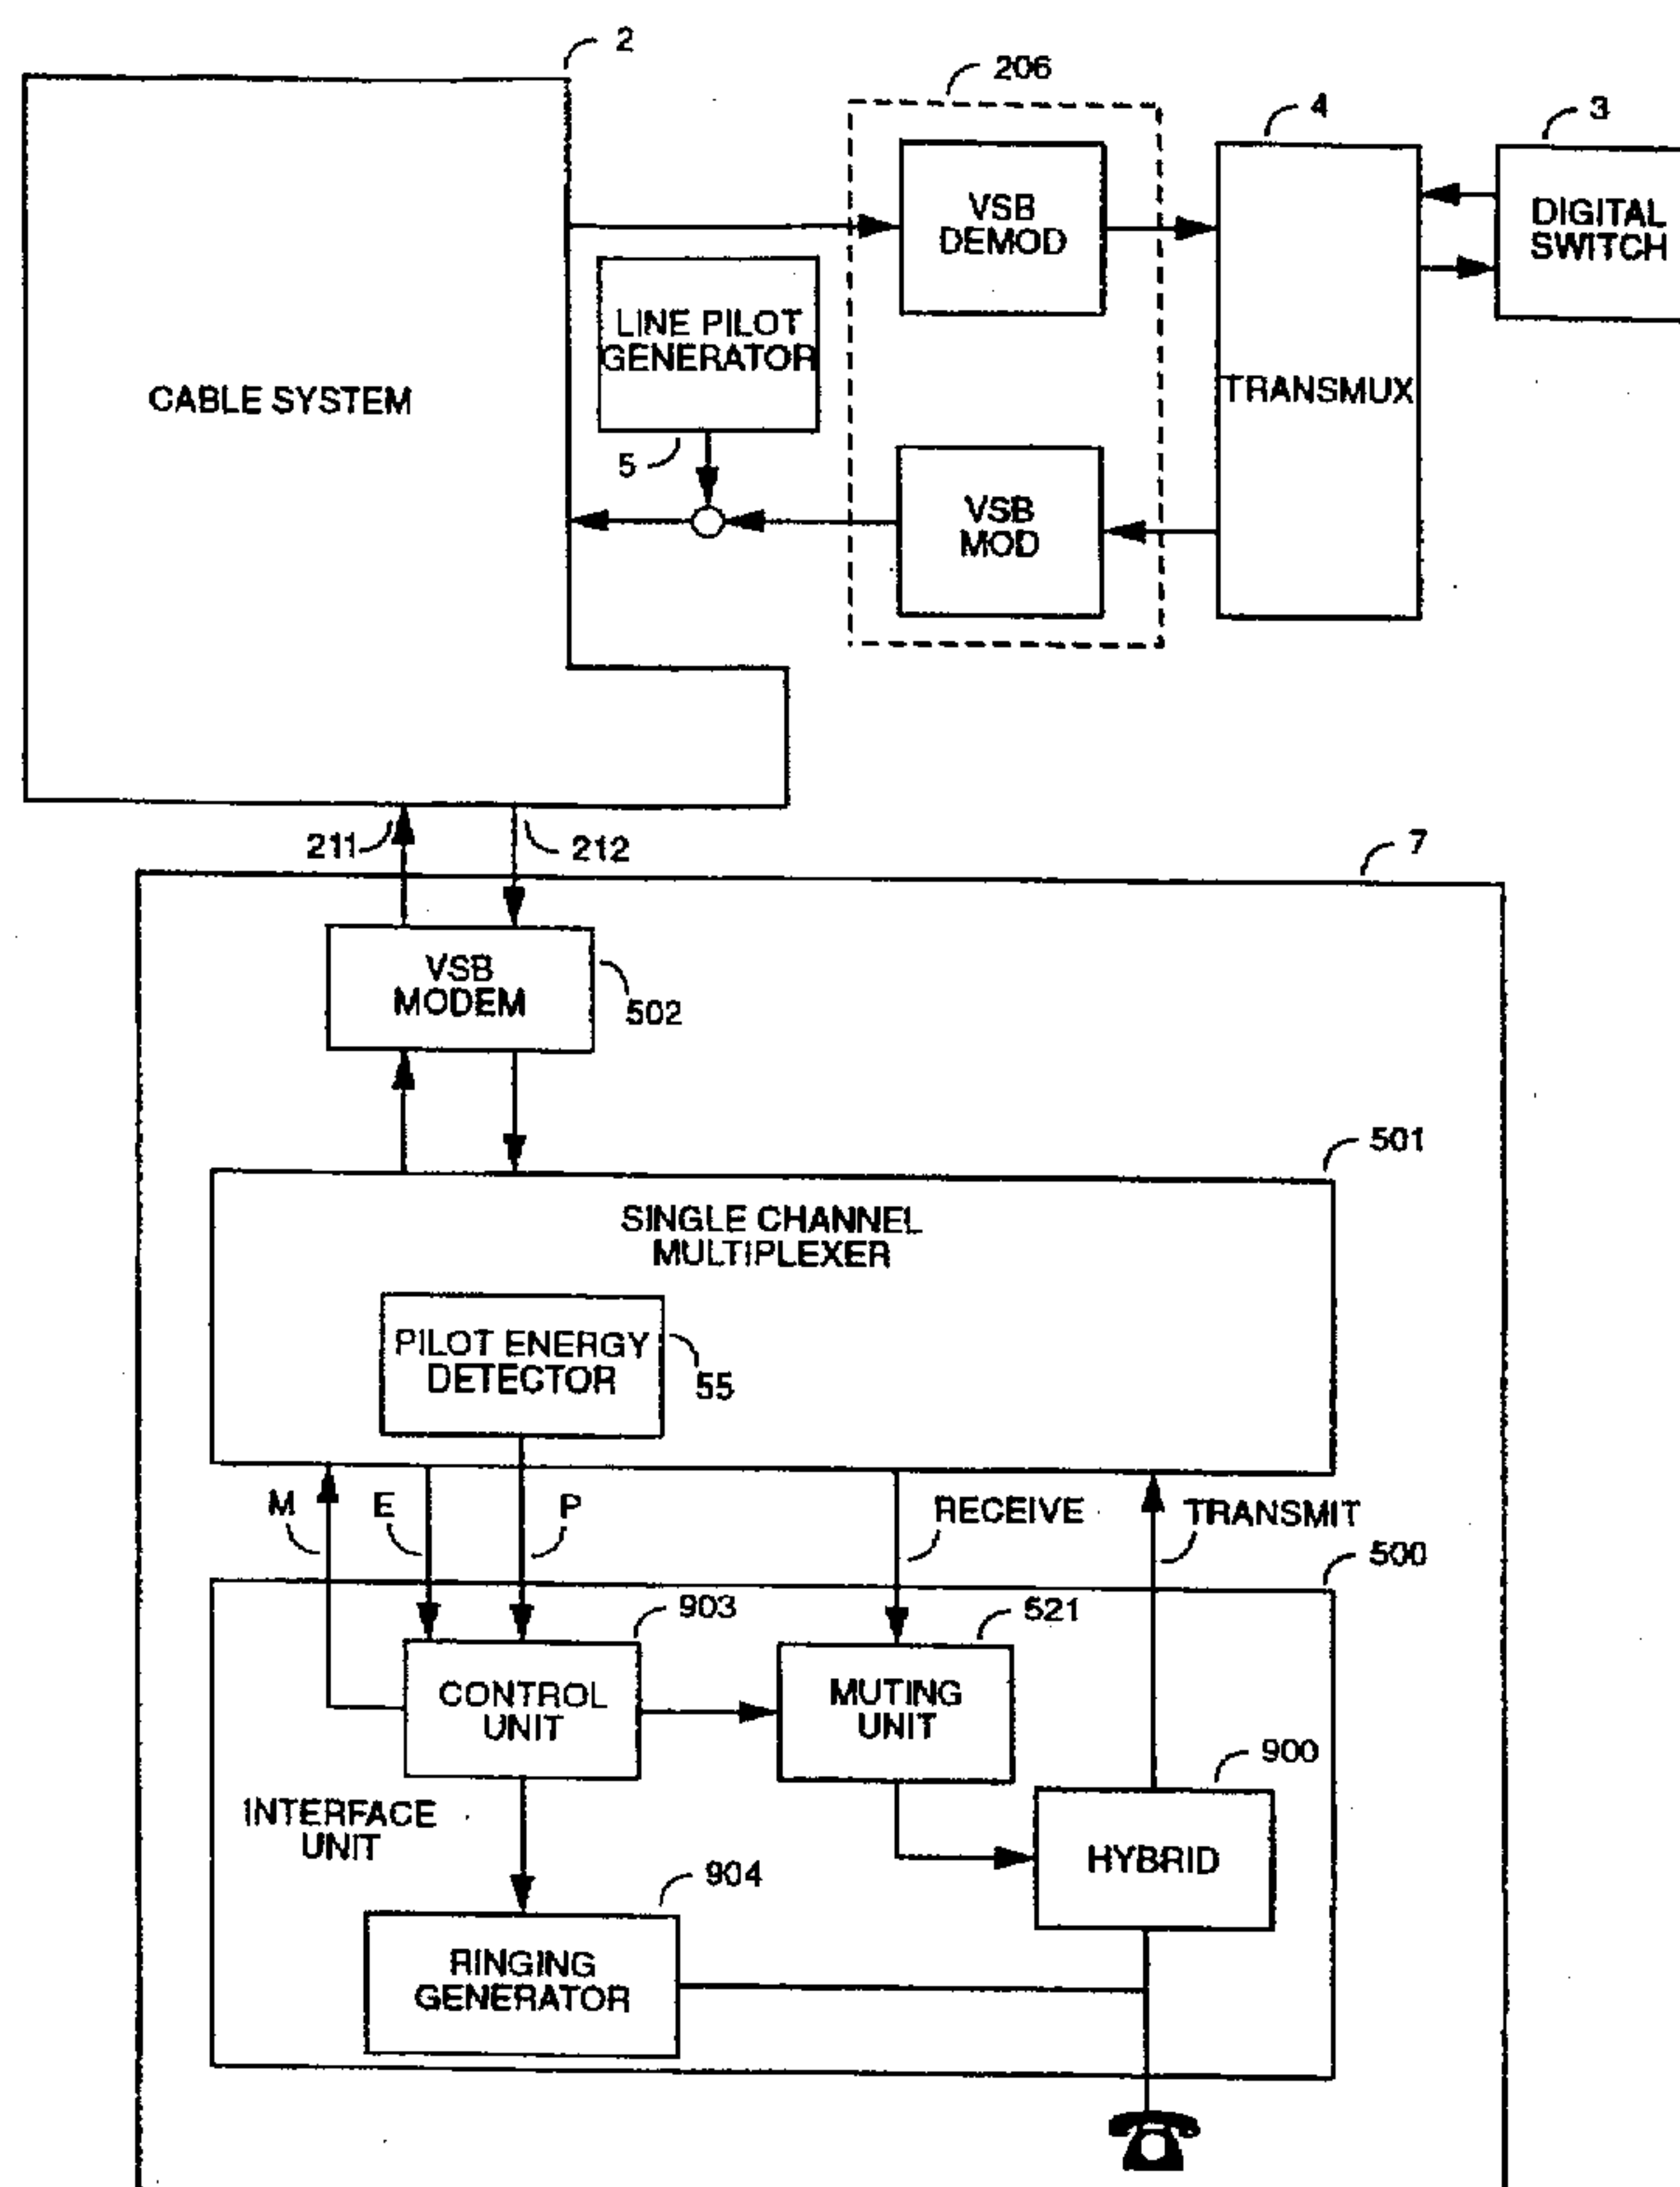 2
206
4
3
VSB
DEMOD
DIGITAL
SWITCH
LINE PILOT
GENERATOR
CABLE SYSTEM
TRANSMUX
5
VSB
MOD
211
212
7
VSB
MODEM
502
501
SINGLE CHANNEL
MULTIPLEXER
PILOT ENERGY
DETECTOR
55
M
E
P
RECEIVE
TRANSMIT
500
903
521
CONTROL
UNIT
MUTING
UNIT
900
INTERFACE
UNIT
HYBRID
904
RINGING
GENERATOR